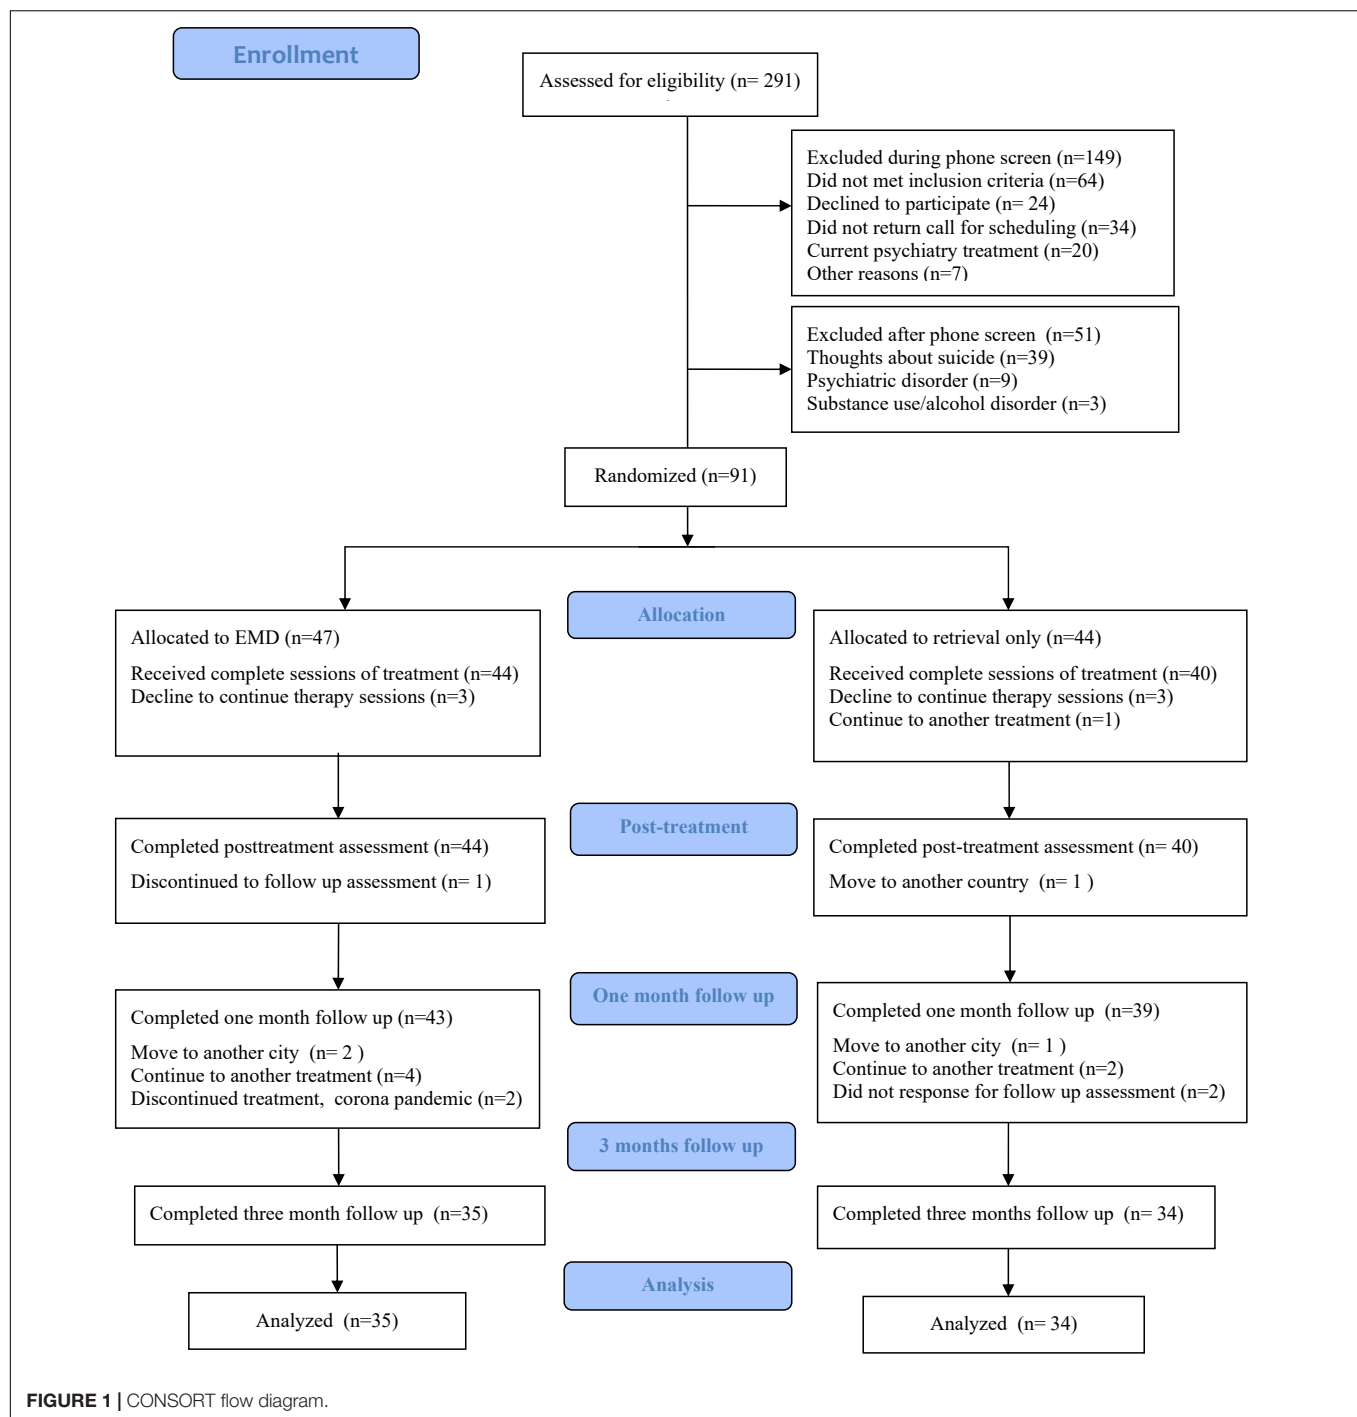 Enrollment
Assessed for eligibility (n= 291)
Excluded during phone screen (n=149)
Did not met inclusion criteria (n=64)
Declined to participate (n= 24)
Did not return call for scheduling (n=34)
Current psychiatry treatment (n=20)
Other reasons (n=7)
Excluded after phone screen (n=51)
Thoughts about suicide (n=39)
Psychiatric disorder (n=9)
Substance use/alcohol disorder (n=3)
Randomized (n=91)
Allocation
Allocated to EMD (n=47)
Received complete sessions of treatment (n=44)
Decline to continue therapy sessions (n=3)
Allocated to retrieval only (n=44)
Received complete sessions of treatment (n=40)
Decline to continue therapy sessions (n=3)
Continue to another treatment (n=1)
Post-treatment
Completed posttreatment assessment (n=44)
Discontinued to follow up assessment (n= 1)
Completed post-treatment assessment (n= 40)
Move to another country (n= 1 )
One month follow up
Completed one month follow up (n=43)
Move to another city (n= 2 )
Continue to another treatment (n=4)
Discontinued treatment, corona pandemic (n=2)
Completed one month follow up (n=39)
Move to another city (n= 1 )
Continue to another treatment (n=2)
Did not response for follow up assessment (n=2)
3 months follow up
Completed three month follow up (n=35)
Completed three months follow up (n= 34)
Analysis
Analyzed (n=35)
Analyzed (n= 34)
FIGURE 1 | CONSORT flow diagram.